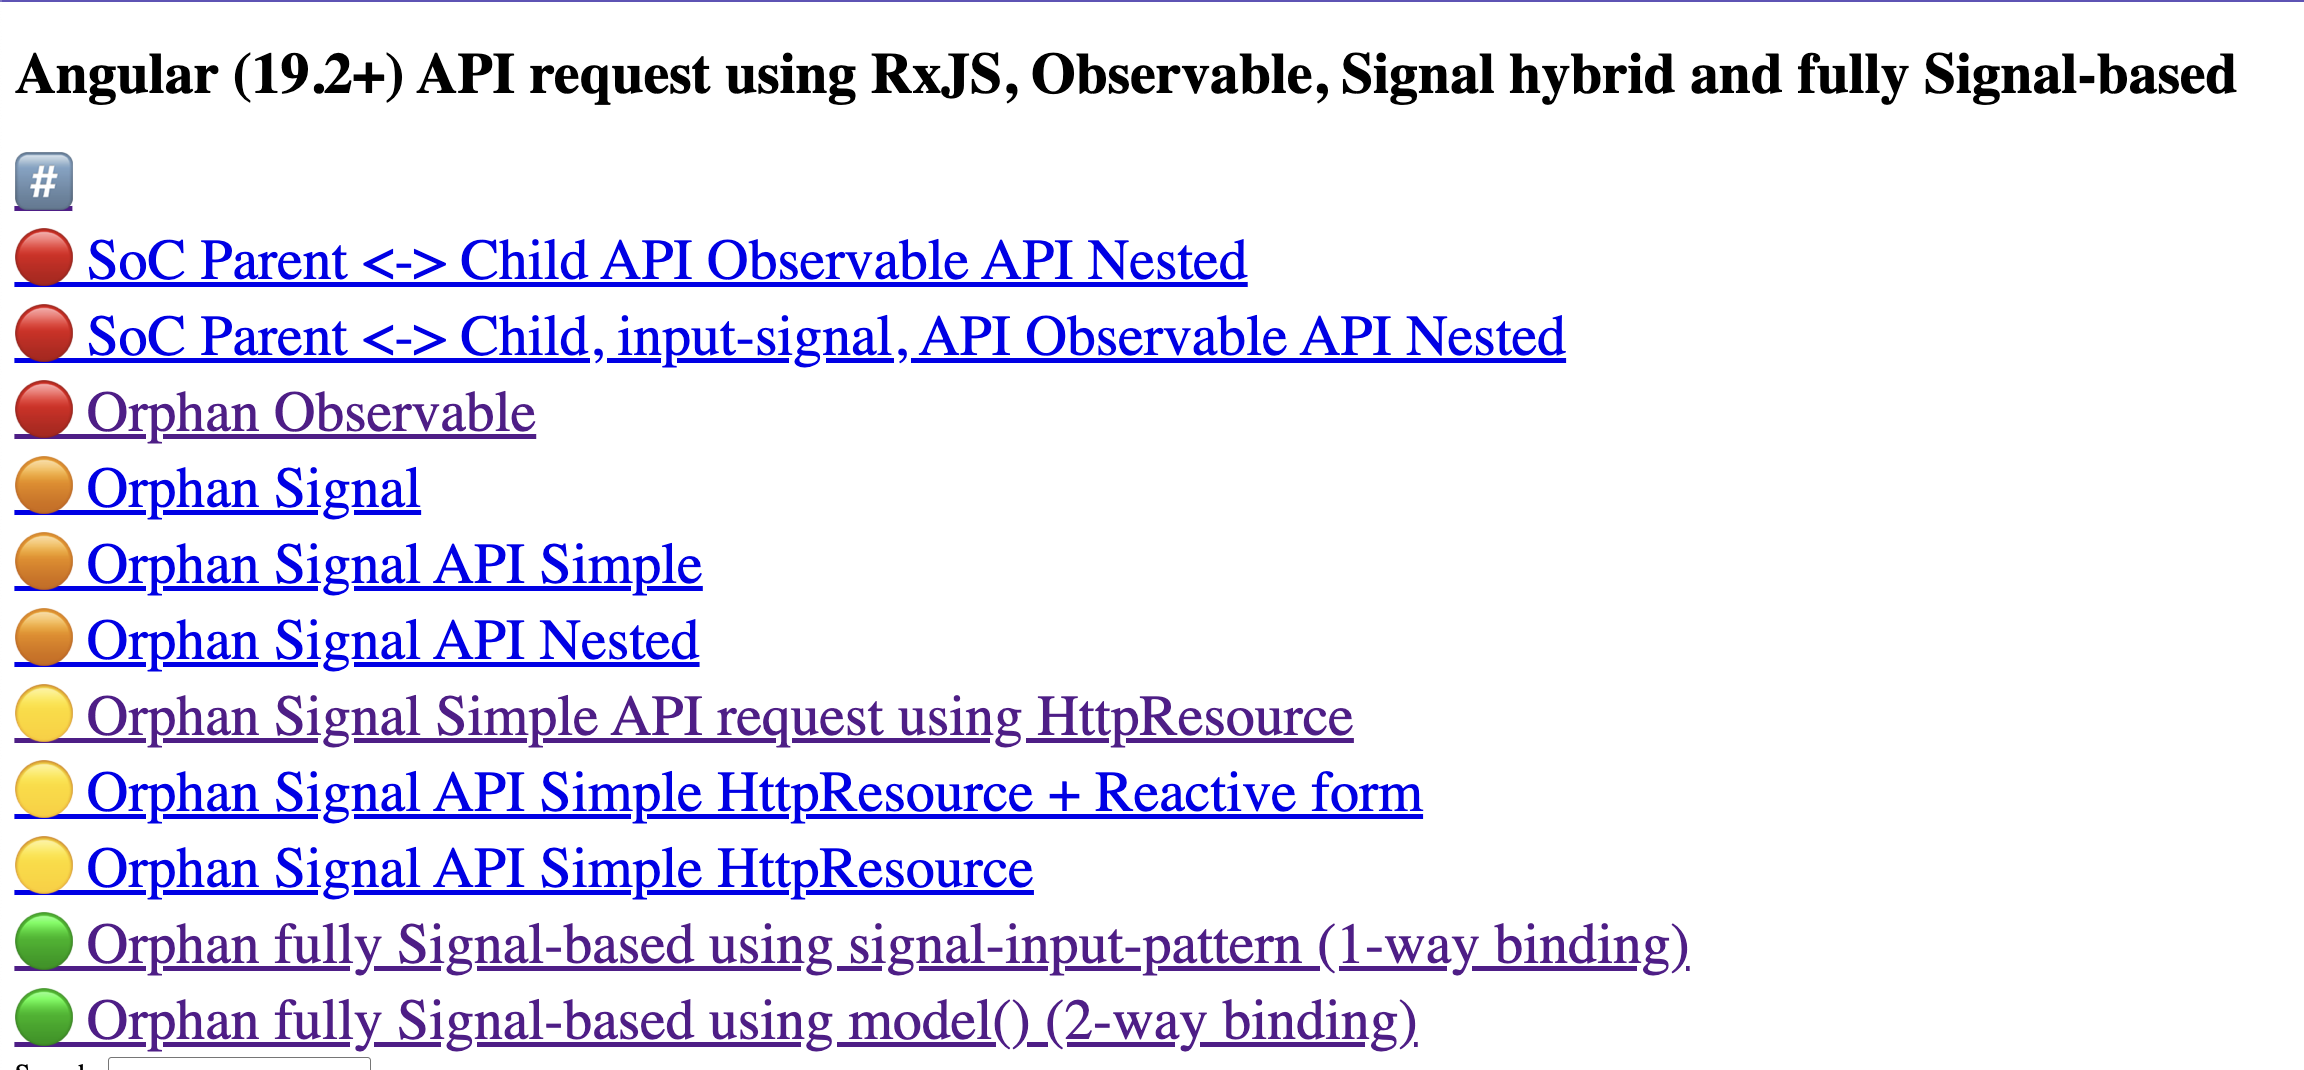 Angular (19.2+) API request using RxJS, Observable, Signal hybrid and fully Signal-based
#
SoC Parent <-> Child API Observable API Nested
SoC Parent <-> Child, input-signal, API Observable API Nested
Orphan Observable
Orphan Signal
Orphan Signal API Simple
Orphan Signal API Nested
Orphan Signal Simple API request using HttpResource
Orphan Signal API Simple HttpResource + Reactive form
Orphan Signal API Simple HttpResource
Orphan fully Signal-based using signal-input-pattern (1-way binding)
Orphan fully Signal-based using model() (2-way binding)